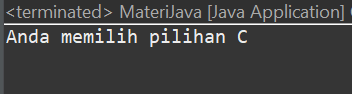 <terminated> MateriJava [Java Application]
Anda memilih pilihan C